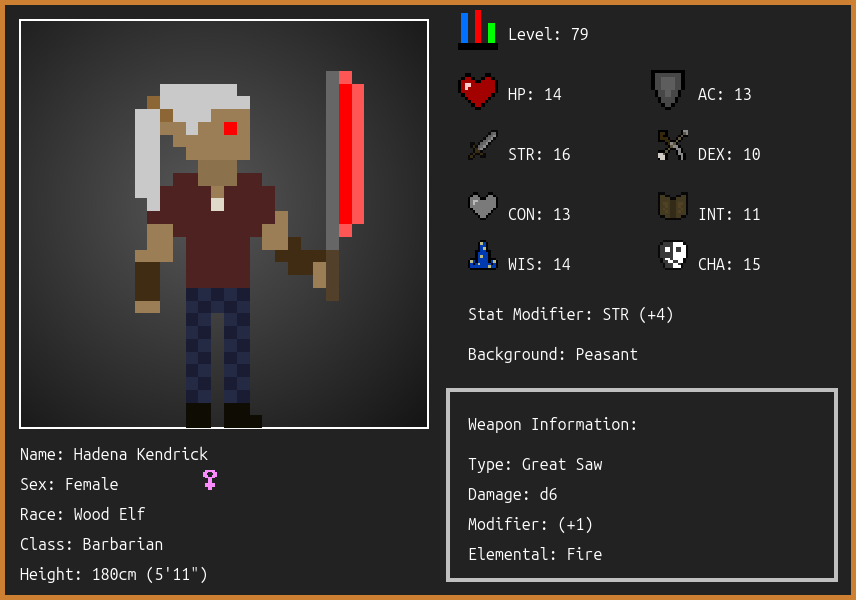 Level: 79
HP: 14
AC: 13
STR: 16
DEX: 10
CON: 13
INT: 11
WIS: 14
CHA: 15
Stat Modifier: STR (+4)
Background: Peasant
Weapon Information:
Type: Great Saw
Damage: d6
Modifier: (+1)
Elemental: Fire
Name: Hadena Kendrick
Sex: Female
Race: Wood Elf
Class: Barbarian
Height: 180cm (5'11")